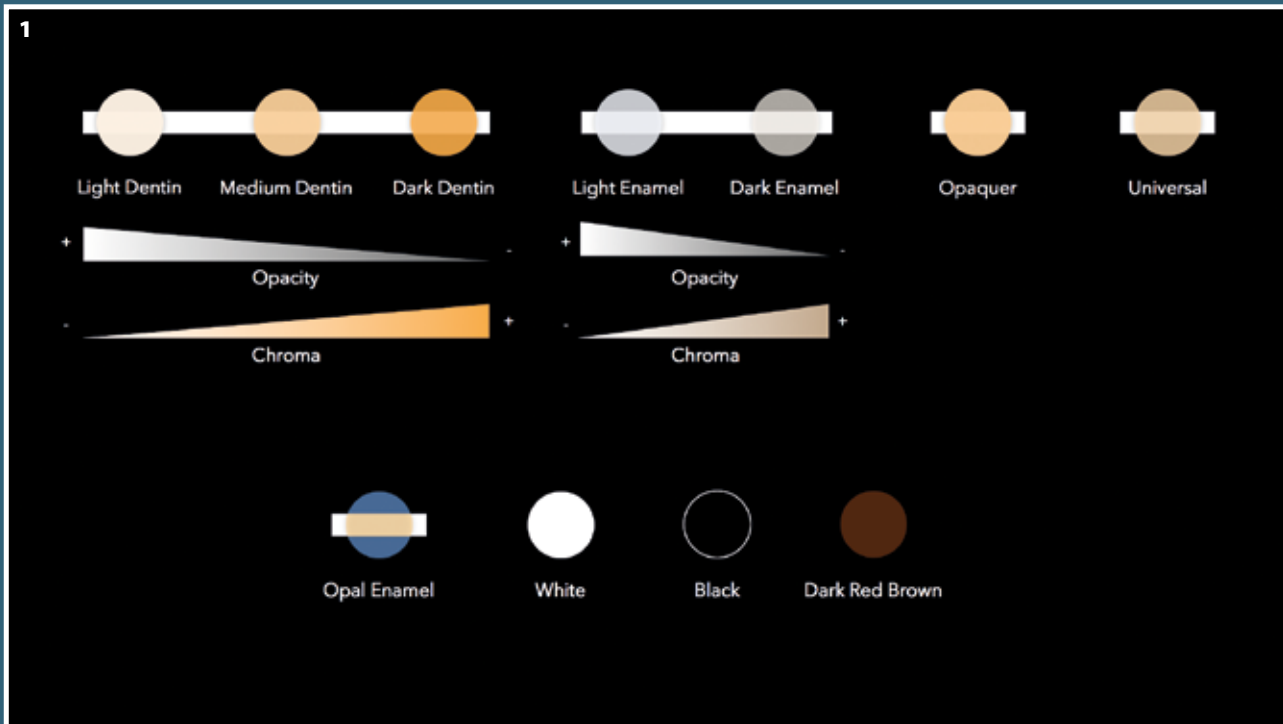 1
Light Dentin Medium Dentin Dark Dentin Light Enamel Dark Enamel Opaquer Universal
+ - + -
Opacity Opacity
- + - +
Chroma Chroma
Opal Enamel White Black Dark Red Brown